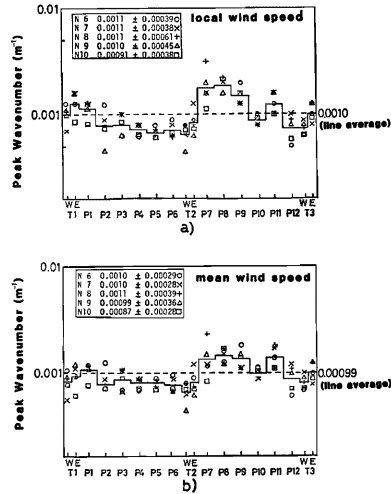 0.01
local wind speed
N 6 0.0011 ± 0.00039
N 7 0.0011 ± 0.00038
N 8 0.0011 ± 0.00061
N 9 0.0010 ± 0.00045
N10 0.00091 ± 0.00038
Peak Wavenumber (m⁻¹)
0.001
0.0010
(line average)
W E W E W E
T1 P1 P2 P3 P4 P5 P6 T2 P7 P8 P9 P10 P11 P12 T3
a)
0.01
mean wind speed
N 6 0.0010 ± 0.00029
N 7 0.0010 ± 0.00028
N 8 0.0011 ± 0.00039
N 9 0.00099 ± 0.00036
N10 0.00087 ± 0.00028
Peak Wavenumber (m⁻¹)
0.001
0.00099
(line average)
W E W E W E
T1 P1 P2 P3 P4 P5 P6 T2 P7 P8 P9 P10 P11 P12 T3
b)